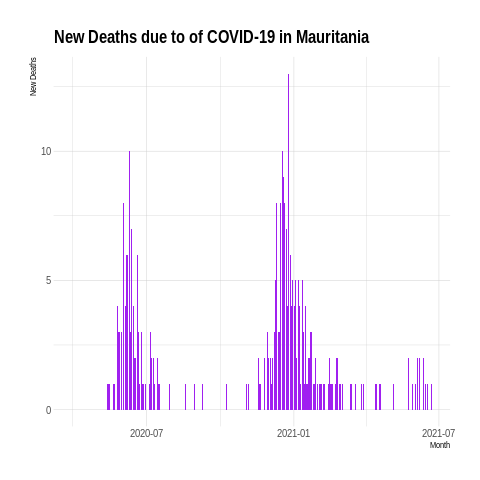 New Deaths due to of COVID-19 in Mauritania
New Deaths
10
5
0
2020-07
2021-01
2021-07
Month